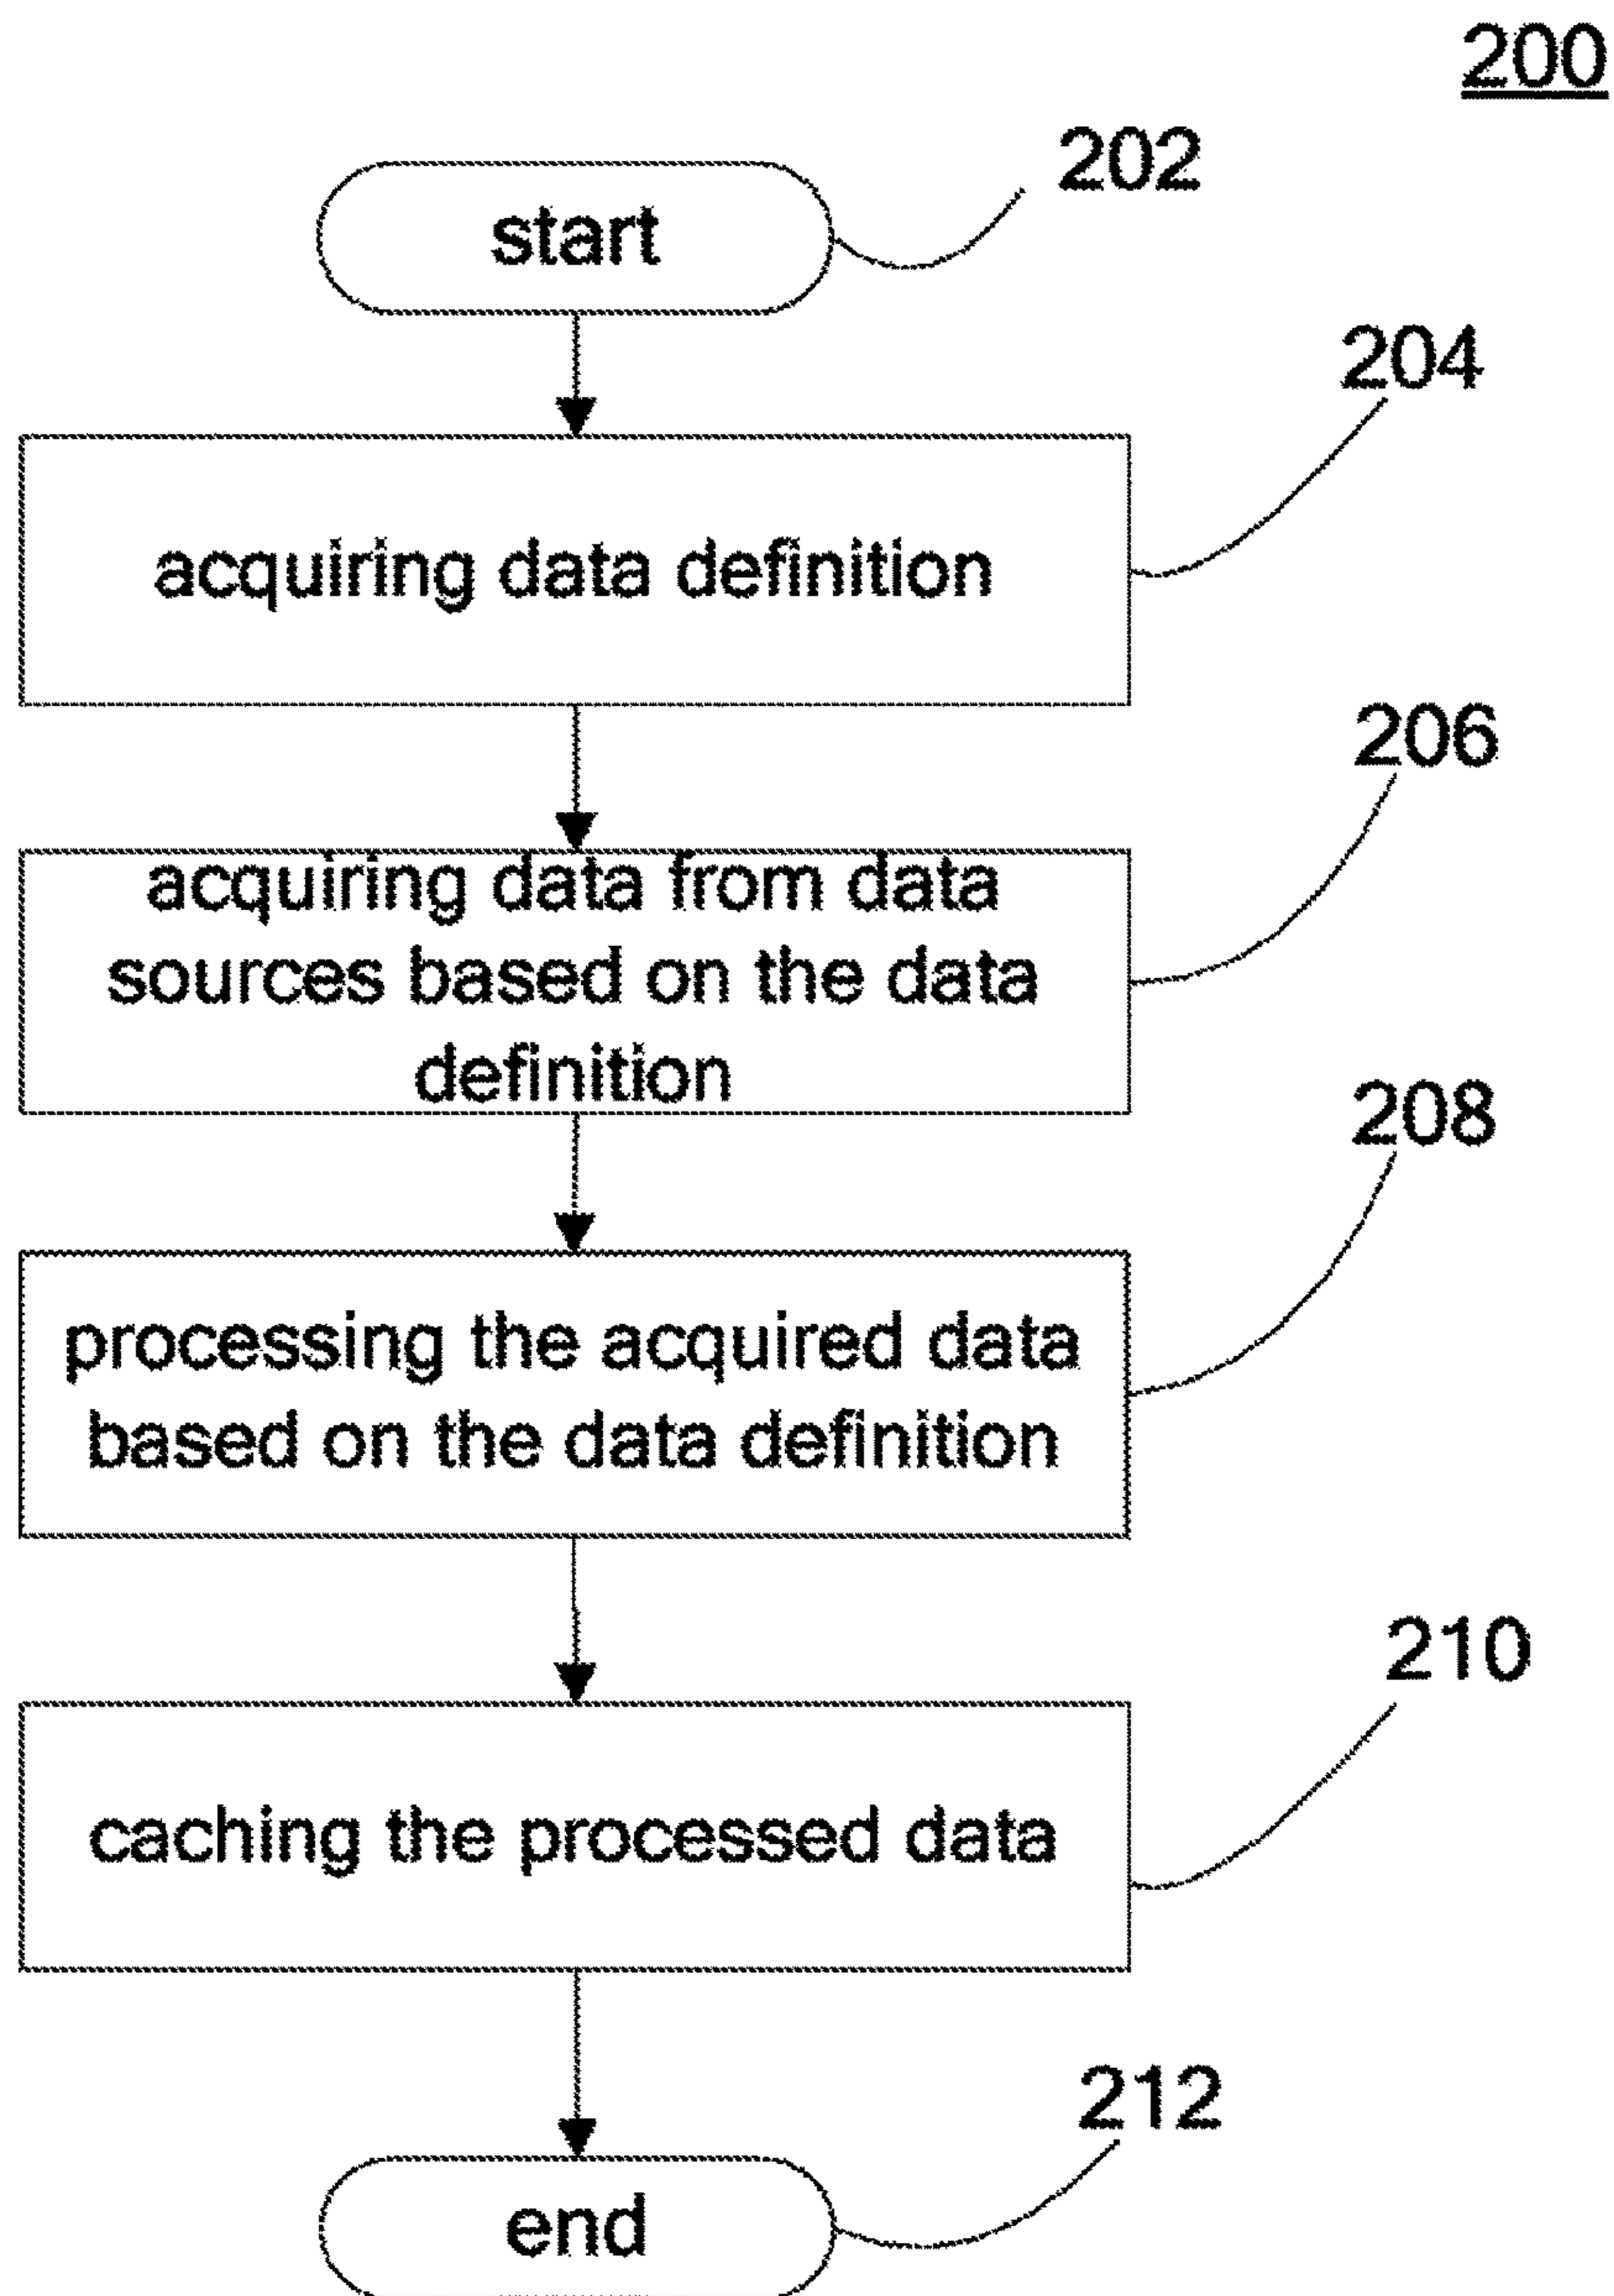 200
202
start
204
acquiring data definition
206
acquiring data from data
sources based on the data
definition
208
processing the acquired data
based on the data definition
210
caching the processed data
212
end